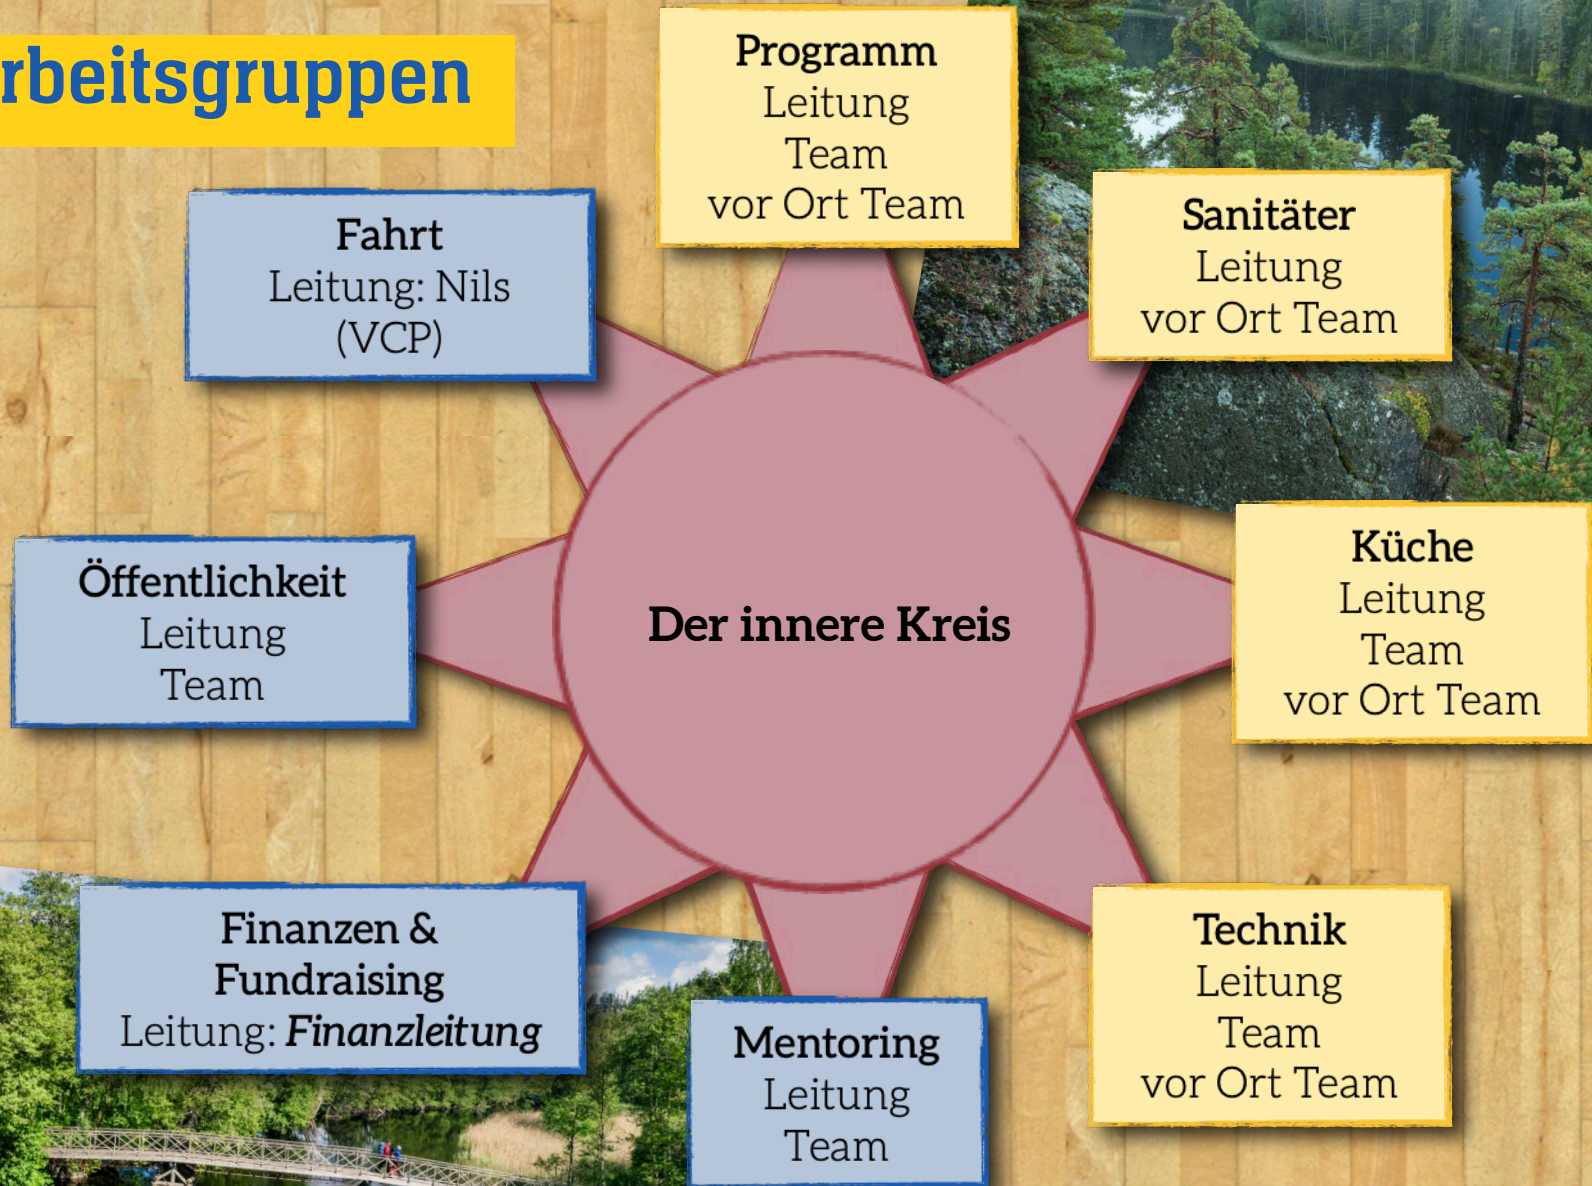 rbeitsgruppen
Programm
Leitung
Team
vor Ort Team
Sanitäter
Leitung
vor Ort Team
Fahrt
Leitung: Nils
(VCP)
Öffentlichkeit
Leitung
Team
Der innere Kreis
Küche
Leitung
Team
vor Ort Team
Finanzen &
Fundraising
Leitung: Finanzleitung
Mentoring
Leitung
Team
Technik
Leitung
Team
vor Ort Team